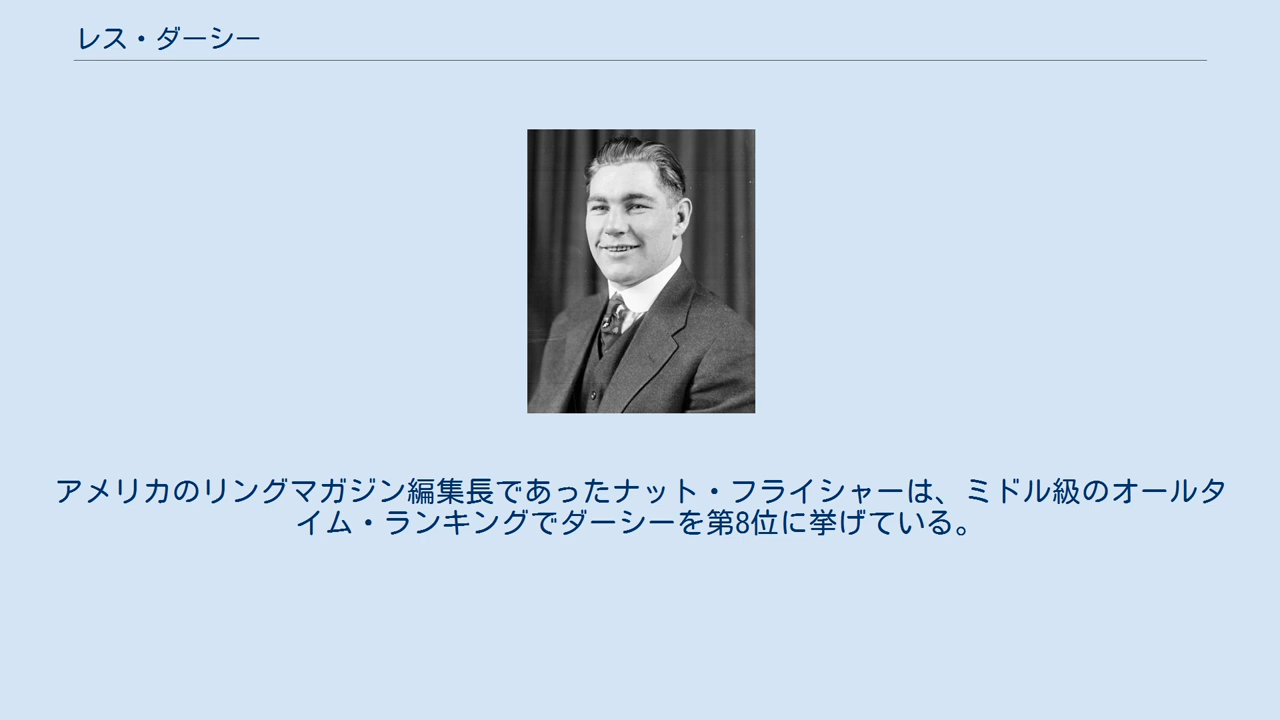 レス・ダーシー
アメリカのリングマガジン編集長であったナット・フライシャーは、ミドル級のオールタ
イム・ランキングでダーシーを第8位に挙げている。